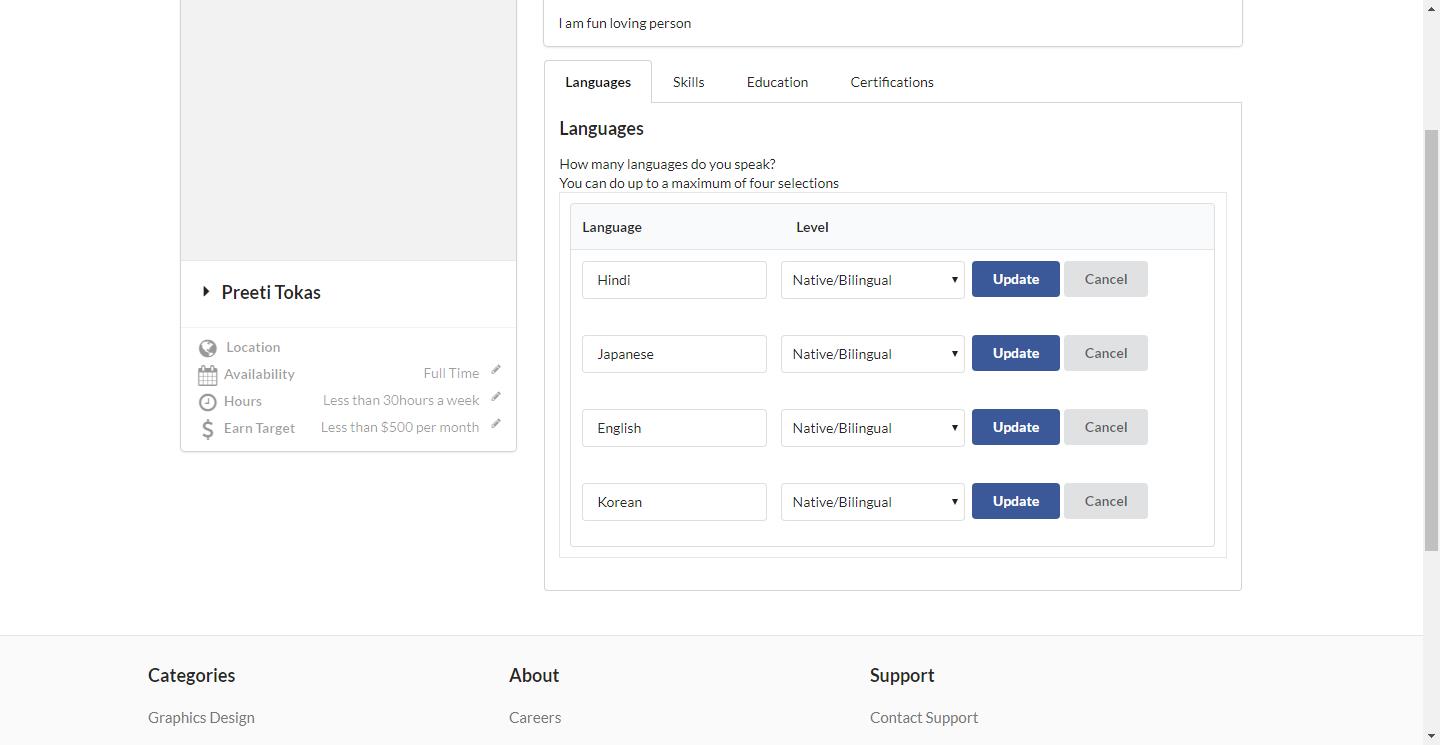 I am fun loving person
Languages Skills Education Certifications
Languages
How many languages do you speak?
You can do up to a maximum of four selections
Language Level
Hindi Native/Bilingual Update Cancel
Japanese Native/Bilingual Update Cancel
English Native/Bilingual Update Cancel
Korean Native/Bilingual Update Cancel
Preeti Tokas
Location
Availability Full Time
Hours Less than 30hours a week
Earn Target Less than $500 per month
Categories About Support
Graphics Design Careers Contact Support